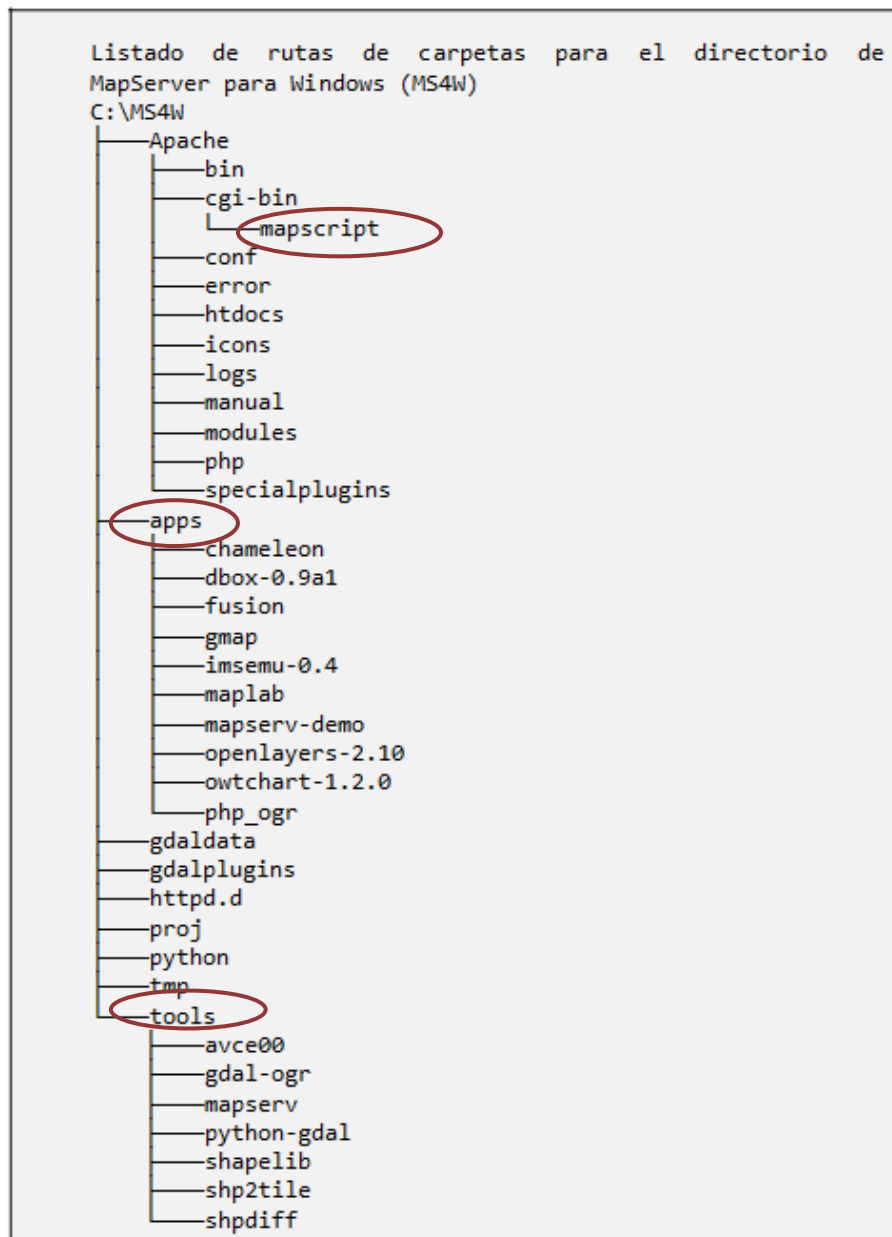 Listado de rutas de carpetas para el directorio de
MapServer para Windows (MS4W)
C:\MS4W
├───Apache
│   ├───bin
│   ├───cgi-bin
│   │   └───mapscript
│   ├───conf
│   ├───error
│   ├───htdocs
│   ├───icons
│   ├───logs
│   ├───manual
│   ├───modules
│   ├───php
│   └───specialplugins
├───apps
│   ├───chameleon
│   ├───dbox-0.9a1
│   ├───fusion
│   ├───gmap
│   ├───imsemu-0.4
│   ├───maplab
│   ├───mapserv-demo
│   ├───openlayers-2.10
│   ├───owtchart-1.2.0
│   └───php_ogr
├───gdaldata
├───gdalplugins
├───httpd.d
├───proj
├───python
├───tmp
└───tools
    ├───avce00
    ├───gdal-ogr
    ├───mapserv
    ├───python-gdal
    ├───shapelib
    ├───shp2tile
    └───shpdiff